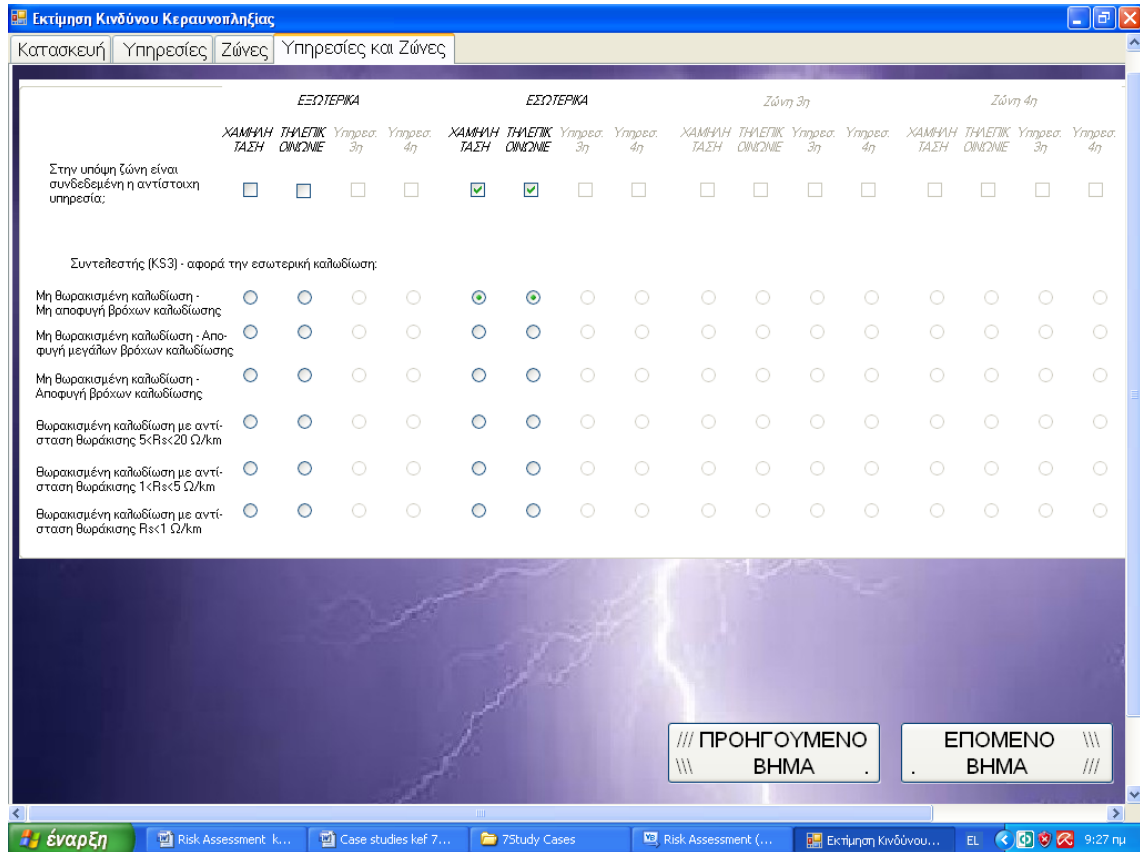 Εκτίμηση Κινδύνου Κεραυνοπληξίας
Κατασκευή Υπηρεσίες Ζώνες Υπηρεσίες και Ζώνες
ΕΞΩΤΕΡΙΚΑ ΕΣΩΤΕΡΙΚΑ Ζώνη 3η Ζώνη 4η
ΧΑΜΗΛΗ ΤΗΛΕΠΙΚ Υπηρεσ. Υπηρεσ. ΧΑΜΗΛΗ ΤΗΛΕΠΙΚ Υπηρεσ. Υπηρεσ. ΧΑΜΗΛΗ ΤΗΛΕΠΙΚ Υπηρεσ. Υπηρεσ. ΧΑΜΗΛΗ ΤΗΛΕΠΙΚ Υπηρεσ. Υπηρεσ.
ΤΑΣΗ ΟΙΝΩΝΙΕ 3η 4η ΤΑΣΗ ΟΙΝΩΝΙΕ 3η 4η ΤΑΣΗ ΟΙΝΩΝΙΕ 3η 4η ΤΑΣΗ ΟΙΝΩΝΙΕ 3η 4η
Στην υπόψη ζώνη είναι
συνδεδεμένη η αντίστοιχη
υπηρεσία;
Συντελεστής (KS3) - αφορά την εσωτερική καλωδίωση:
Μη θωρακισμένη καλωδίωση -
Μη αποφυγή βρόχων καλωδίωσης
Μη θωρακισμένη καλωδίωση - Απο-
φυγή μεγάλων βρόχων καλωδίωσης
Μη θωρακισμένη καλωδίωση -
Αποφυγή βρόχων καλωδίωσης
Θωρακισμένη καλωδίωση με αντί-
σταση θωράκισης 5<Rs<20 Ω/km
Θωρακισμένη καλωδίωση με αντί-
σταση θωράκισης 1<Rs<5 Ω/km
Θωρακισμένη καλωδίωση με αντί-
σταση θωράκισης Rs<1 Ω/km
/// ΠΡΟΗΓΟΥΜΕΝΟ
\\\ ΒΗΜΑ .
ΕΠΟΜΕΝΟ \\\
. ΒΗΜΑ ///
έναρξη Risk Assessment k... Case studies kef 7... 7Study Cases Risk Assessment (... Εκτίμηση Κινδύνου... EL 9:27 πμ